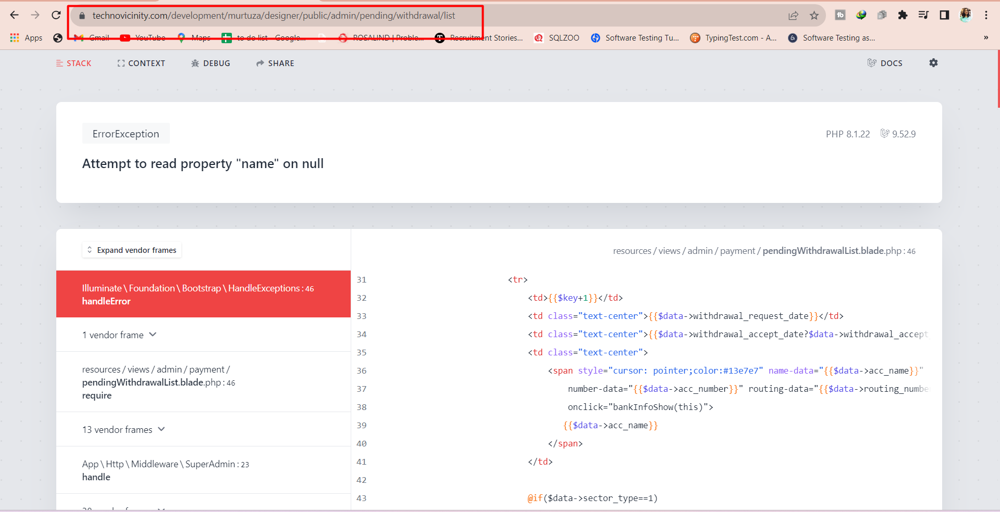 technovicinity.com/development/murtuza/designer/public/admin/pending/withdrawal/list
Apps Gmail YouTube Maps to do list - Google... ROSALIND | Proble... Recruitment Stories... SQLZOO Software Testing Tu... TypingTest.com - A... Software Testing as... »
STACK CONTEXT DEBUG SHARE DOCS
ErrorException PHP 8.1.22 9.52.9
Attempt to read property "name" on null
Expand vendor frames
Illuminate \ Foundation \ Bootstrap \ HandleExceptions : 46
handleError
1 vendor frame
resources / views / admin / payment /
pendingWithdrawalList.blade.php : 46
require
13 vendor frames
App \ Http \ Middleware \ SuperAdmin : 23
handle
resources / views / admin / payment / pendingWithdrawalList.blade.php : 46
31 <tr>
32 <td>{{$key+1}}</td>
33 <td class="text-center">{{$data->withdrawal_request_date}}</td>
34 <td class="text-center">{{$data->withdrawal_accept_date?$data->withdrawal_accept_
35 <td class="text-center">
36 <span style="cursor: pointer;color:#13e7e7" name-data="{{$data->acc_name}}"
37 number-data="{{$data->acc_number}}" routing-data="{{$data->routing_numbe
38 onclick="bankInfoShow(this)">
39 {{$data->acc_name}}
40 </span>
41 </td>
42
43 @if($data->sector_type==1)